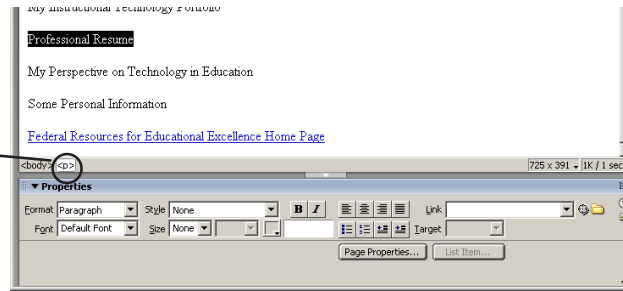 My Instructional Technology Portfolio
Professional Resume
My Perspective on Technology in Education
Some Personal Information
Federal Resources for Educational Excellence Home Page
<body> <p> 725 x 391 1K / 1 sec
Properties
Format Paragraph Style None B I Link
Font Default Font Size None Target
Page Properties... List Item...